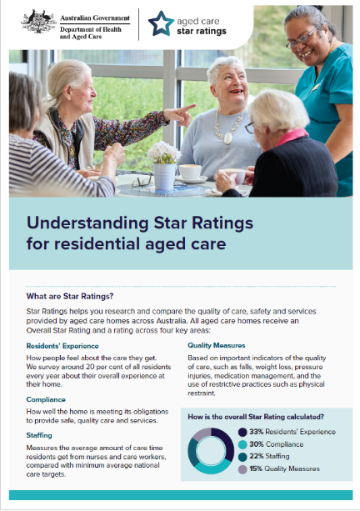 Australian Government
Department of Health
and Aged Care
aged care
star ratings
Understanding Star Ratings
for residential aged care
What are Star Ratings?
Star Ratings helps you research and compare the quality of care, safety and services
provided by aged care homes across Australia. All aged care homes receive an
Overall Star Rating and a rating across four key areas:
Residents' Experience
How people feel about the care they get.
We survey around 20 per cent of all residents
every year about their overall experience at
their home.
Compliance
How well the home is meeting its obligations
to provide safe, quality care and services.
Staffing
Measures the average amount of care time
residents get from nurses and care workers,
compared with minimum average national
care targets.
Quality Measures
Based on important indicators of the quality
of care, such as falls, weight loss, pressure
injuries, medication management, and the
use of restrictive practices such as physical
restraint.
How is the overall Star Rating calculated?
33% Residents' Experience
30% Compliance
22% Staffing
15% Quality Measures